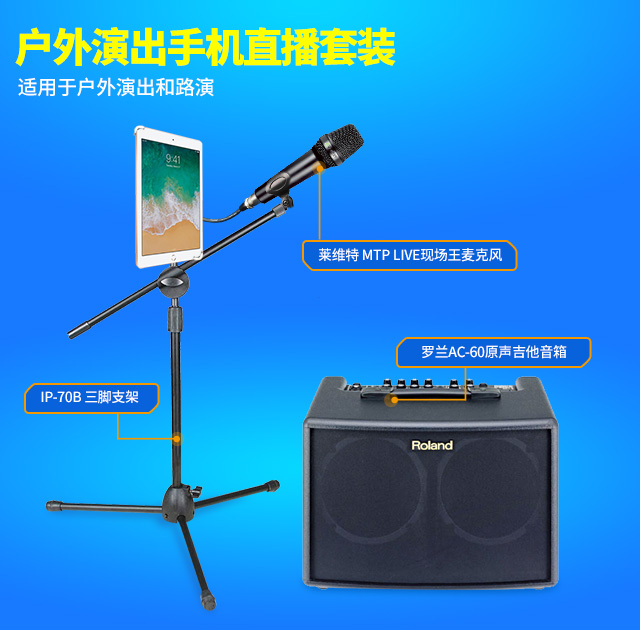 户外演出手机直播套装
适用于户外演出和路演
9:41
莱维特 MTP LIVE现场王麦克风
罗兰AC-60原声吉他音箱
IP-70B 三脚支架
Roland